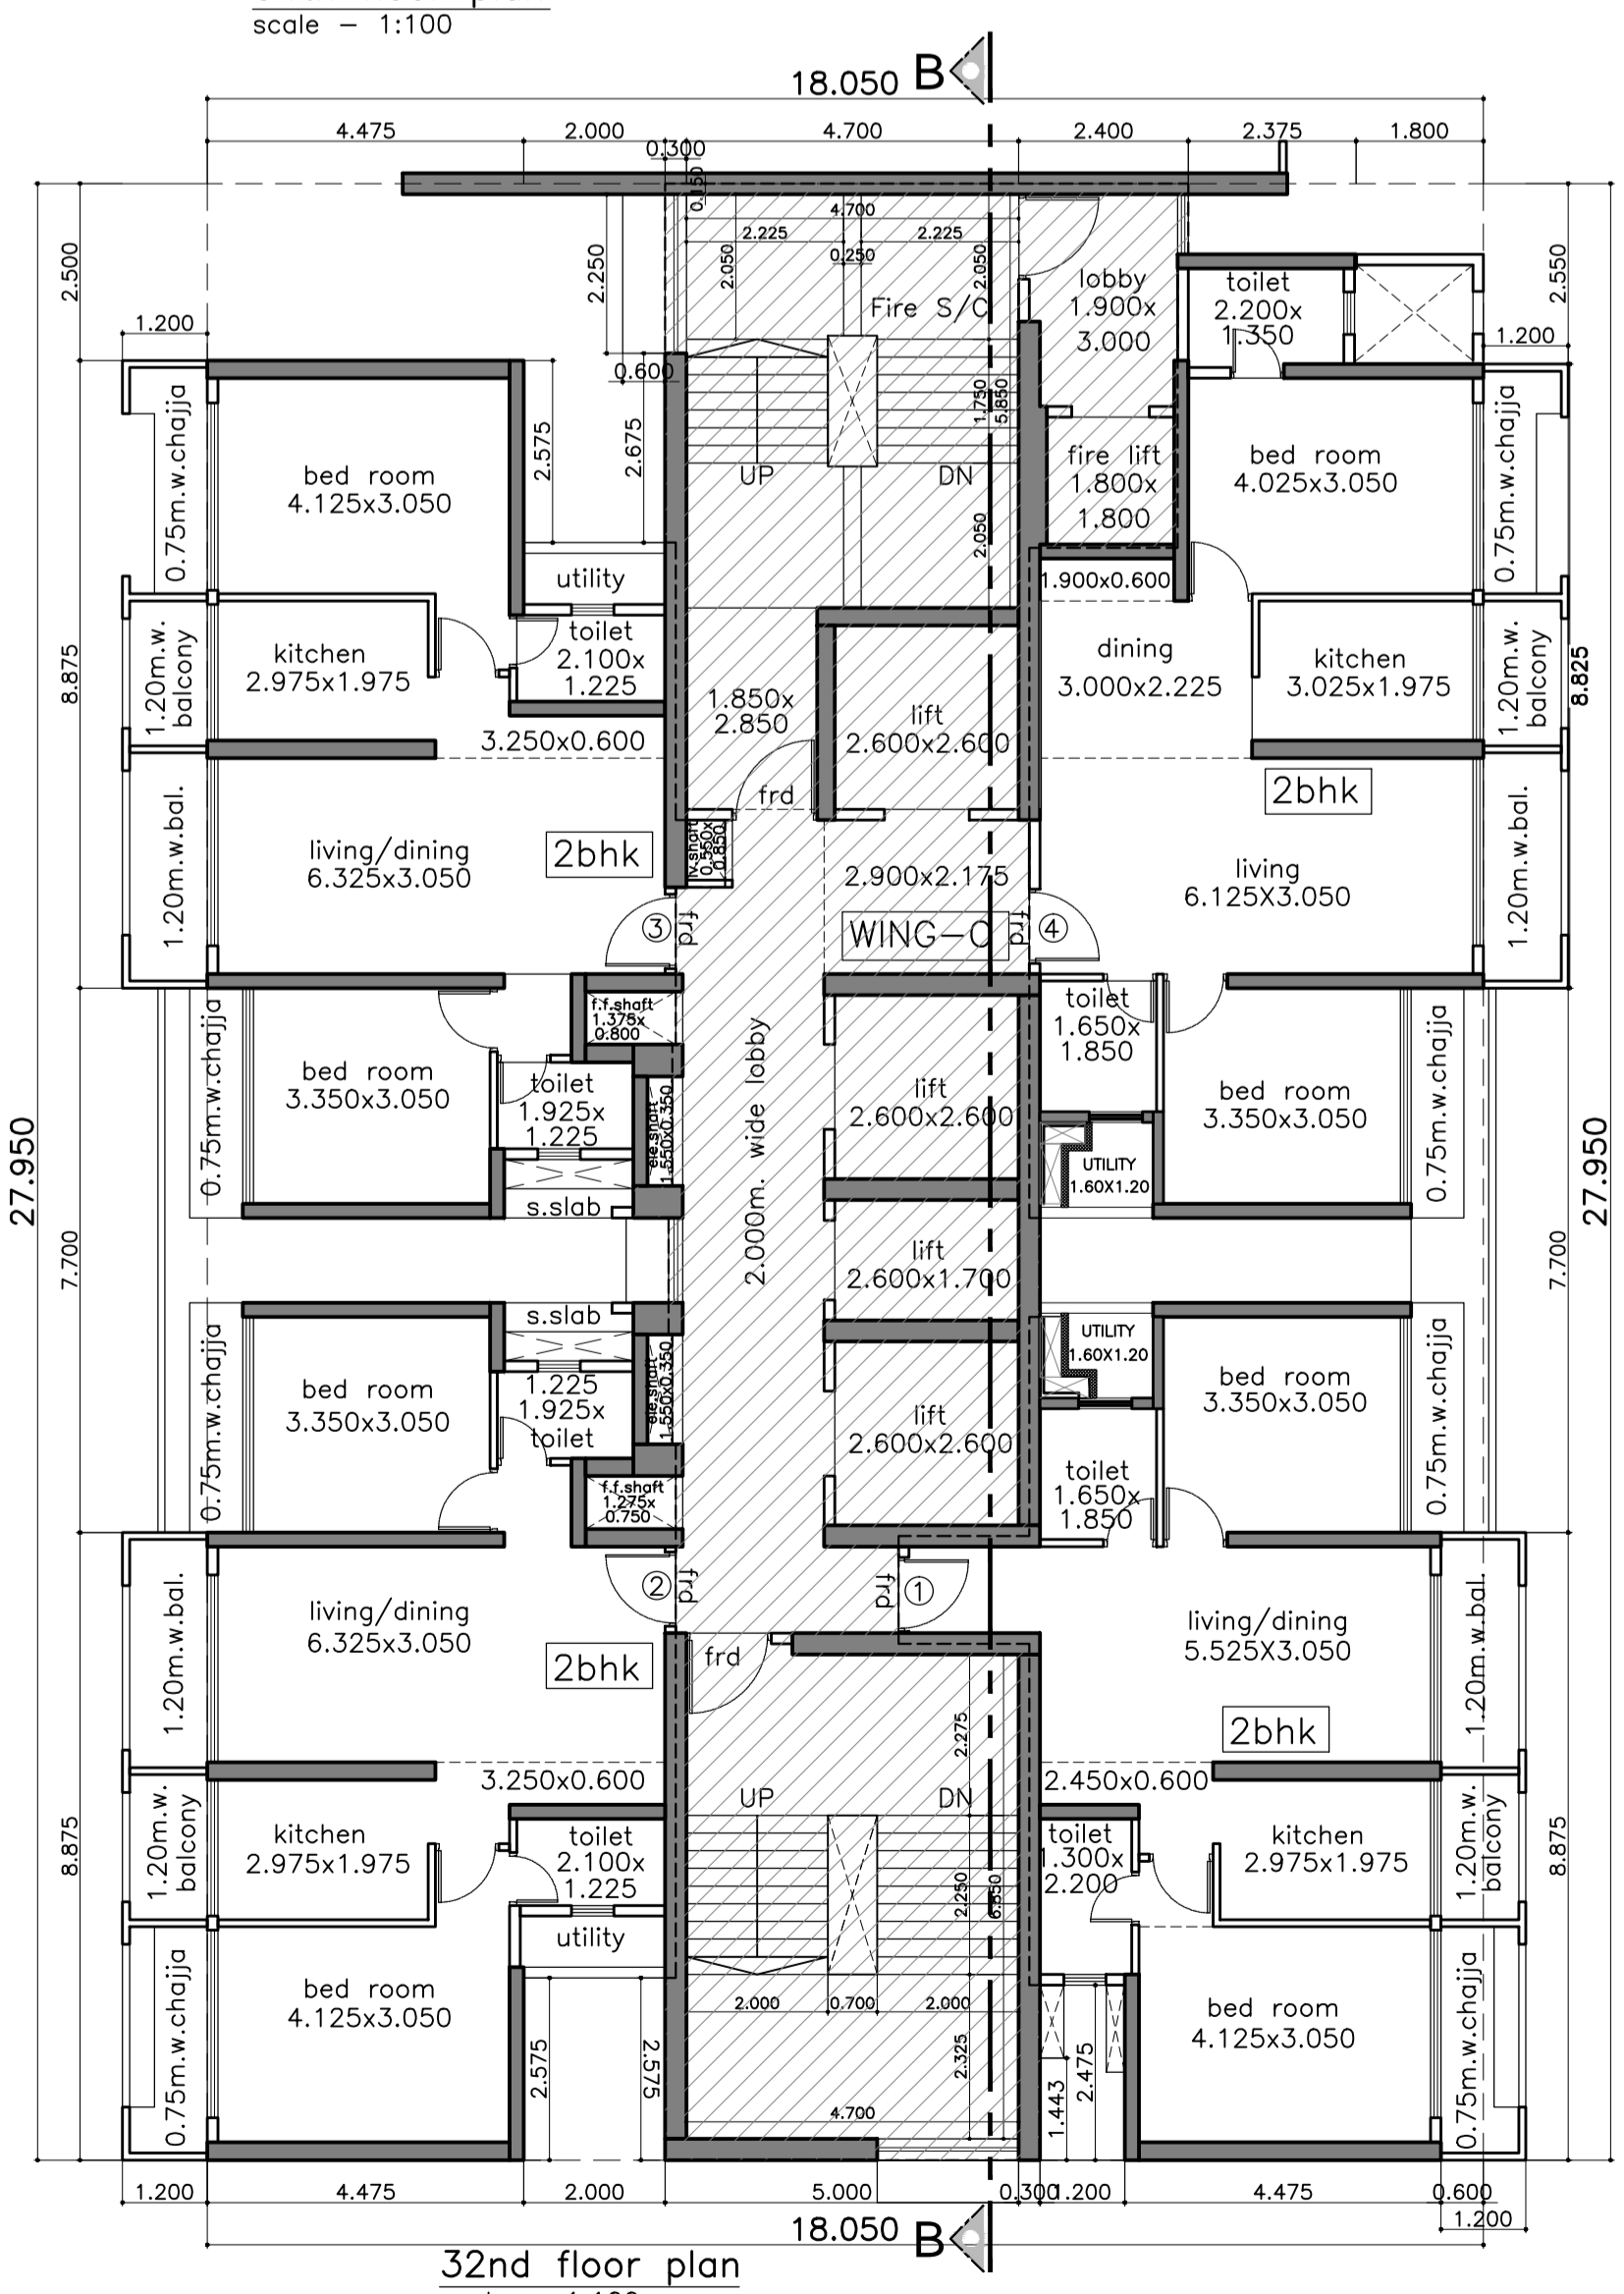 scale - 1:100
B
18.050
4.475
2.000
4.700
2.400
2.375
1.800
0.300
0.150
4.700
2.225
2.225
0.250
2.050
2.050
2.250
2.500
2.550
1.200
1.200
0.600
Fire S/C
lobby
1.900x
3.000
toilet
2.200x
1.350
0.75m.w.chajja
bed room
4.125x3.050
2.575
2.675
UP
DN
1.750
5.850
2.050
fire lift
1.800x
1.800
bed room
4.025x3.050
0.75m.w.chajja
utility
1.900x0.600
8.875
1.20m.w.
balcony
kitchen
2.975x1.975
toilet
2.100x
1.225
3.250x0.600
1.850x
2.850
lift
2.600x2.600
dining
3.000x2.225
kitchen
3.025x1.975
1.20m.w.
balcony
8.825
frd
2bhk
1.20m.w.bal.
living/dining
6.325x3.050
2bhk
lv.shaft
0.550x
0.850
2.900x2.175
living
6.125X3.050
1.20m.w.bal.
3
frd
WING-C
frd
4
0.75m.w.chajja
bed room
3.350x3.050
f.f.shaft
1.375x
0.800
toilet
1.925x
1.225
ele.shaft
1.550x0.350
s.slab
2.000m. wide lobby
lift
2.600x2.600
toilet
1.650x
1.850
UTILITY
1.60X1.20
bed room
3.350x3.050
0.75m.w.chajja
27.950
27.950
7.700
7.700
lift
2.600x1.700
0.75m.w.chajja
bed room
3.350x3.050
s.slab
1.225
1.925x
toilet
ele.shaft
1.550x0.350
f.f.shaft
1.275x
0.750
lift
2.600x2.600
UTILITY
1.60X1.20
toilet
1.650x
1.850
bed room
3.350x3.050
0.75m.w.chajja
2
frd
frd
1
1.20m.w.bal.
living/dining
6.325x3.050
2bhk
frd
living/dining
5.525X3.050
2bhk
1.20m.w.bal.
2.275
3.250x0.600
UP
DN
2.450x0.600
8.875
1.20m.w.
balcony
kitchen
2.975x1.975
toilet
2.100x
1.225
utility
2.250
6.850
toilet
1.300x
2.200
kitchen
2.975x1.975
1.20m.w.
balcony
8.875
0.75m.w.chajja
bed room
4.125x3.050
2.575
2.575
2.000
0.700
2.000
2.325
4.700
1.443
2.475
bed room
4.125x3.050
0.75m.w.chajja
1.200
4.475
2.000
5.000
0.300
1.200
4.475
0.600
1.200
18.050
B
32nd floor plan